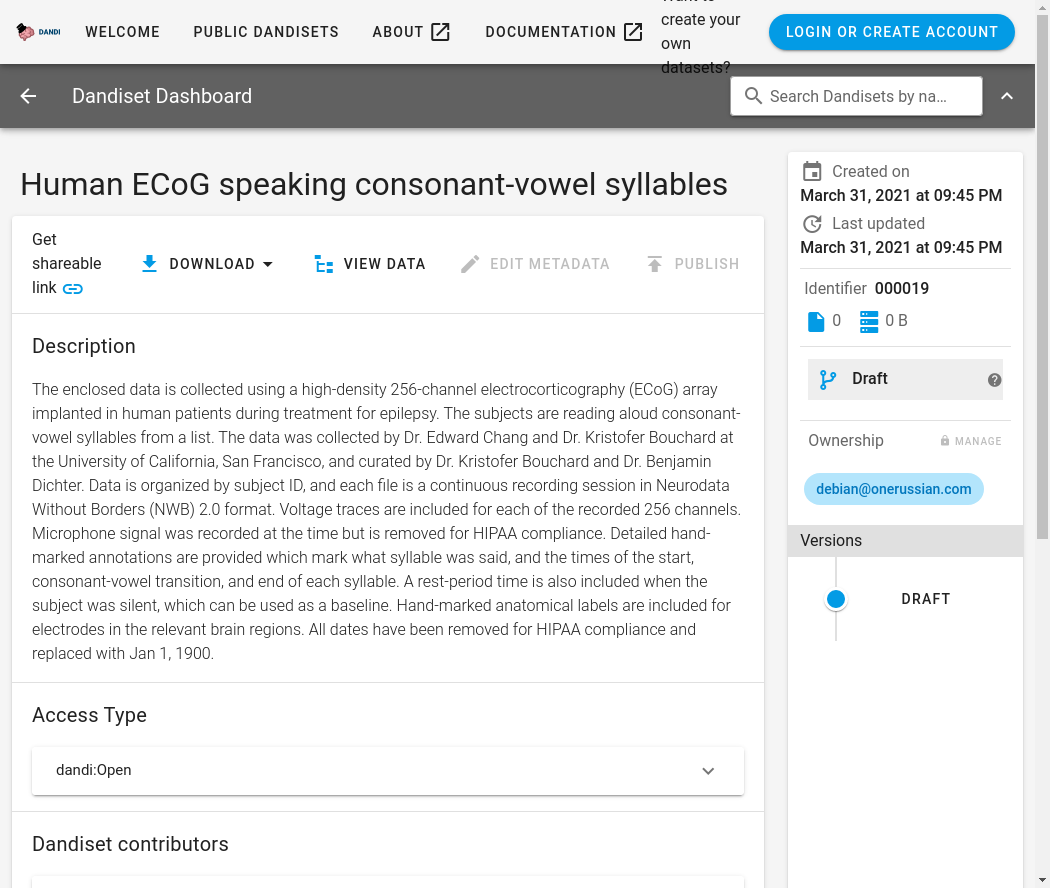 DANDI
WELCOME
PUBLIC DANDISETS
ABOUT
DOCUMENTATION
create your
own
datasets?
LOGIN OR CREATE ACCOUNT
Dandiset Dashboard
Search Dandisets by na…
Human ECoG speaking consonant-vowel syllables
Get
shareable
link
DOWNLOAD
VIEW DATA
EDIT METADATA
PUBLISH
Description
The enclosed data is collected using a high-density 256-channel electrocorticography (ECoG) array
implanted in human patients during treatment for epilepsy. The subjects are reading aloud consonant-
vowel syllables from a list. The data was collected by Dr. Edward Chang and Dr. Kristofer Bouchard at
the University of California, San Francisco, and curated by Dr. Kristofer Bouchard and Dr. Benjamin
Dichter. Data is organized by subject ID, and each file is a continuous recording session in Neurodata
Without Borders (NWB) 2.0 format. Voltage traces are included for each of the recorded 256 channels.
Microphone signal was recorded at the time but is removed for HIPAA compliance. Detailed hand-
marked annotations are provided which mark what syllable was said, and the times of the start,
consonant-vowel transition, and end of each syllable. A rest-period time is also included when the
subject was silent, which can be used as a baseline. Hand-marked anatomical labels are included for
electrodes in the relevant brain regions. All dates have been removed for HIPAA compliance and
replaced with Jan 1, 1900.
Access Type
dandi:Open
Dandiset contributors
Created on
March 31, 2021 at 09:45 PM
Last updated
March 31, 2021 at 09:45 PM
Identifier 000019
0
0 B
Draft
Ownership
MANAGE
debian@onerussian.com
Versions
DRAFT